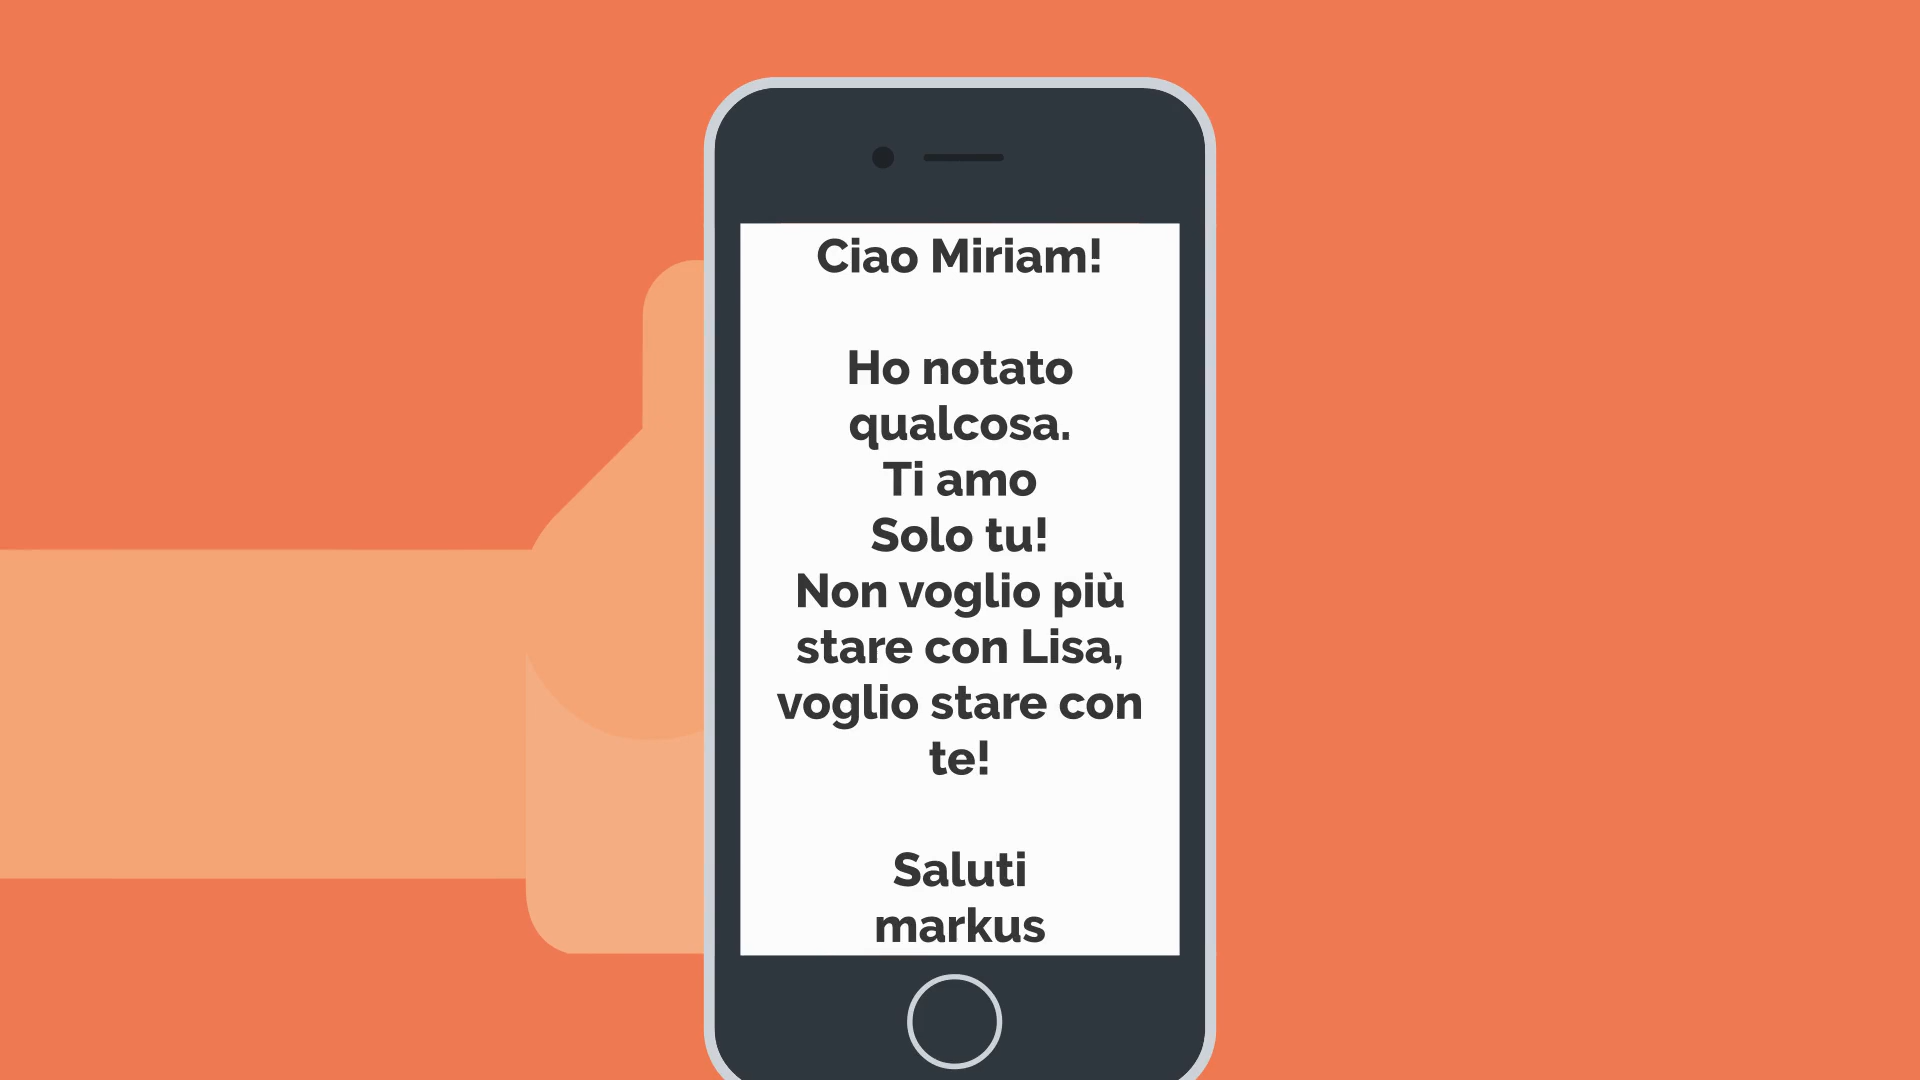 Ciao Miriam!
Ho notato
qualcosa.
Ti amo
Solo tu!
Non voglio più
stare con Lisa,
voglio stare con
te!
Saluti
markus